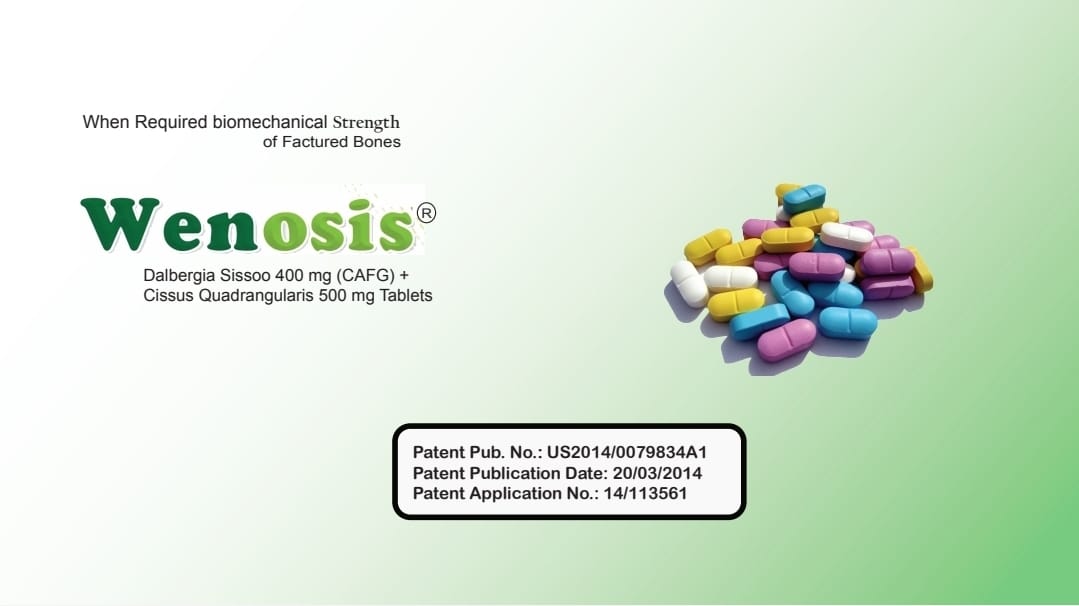 When Required biomechanical Strength
of Factured Bones
Wenosis®
Dalbergia Sissoo 400 mg (CAFG) +
Cissus Quadrangularis 500 mg Tablets
Patent Pub. No.: US2014/0079834A1
Patent Publication Date: 20/03/2014
Patent Application No.: 14/113561